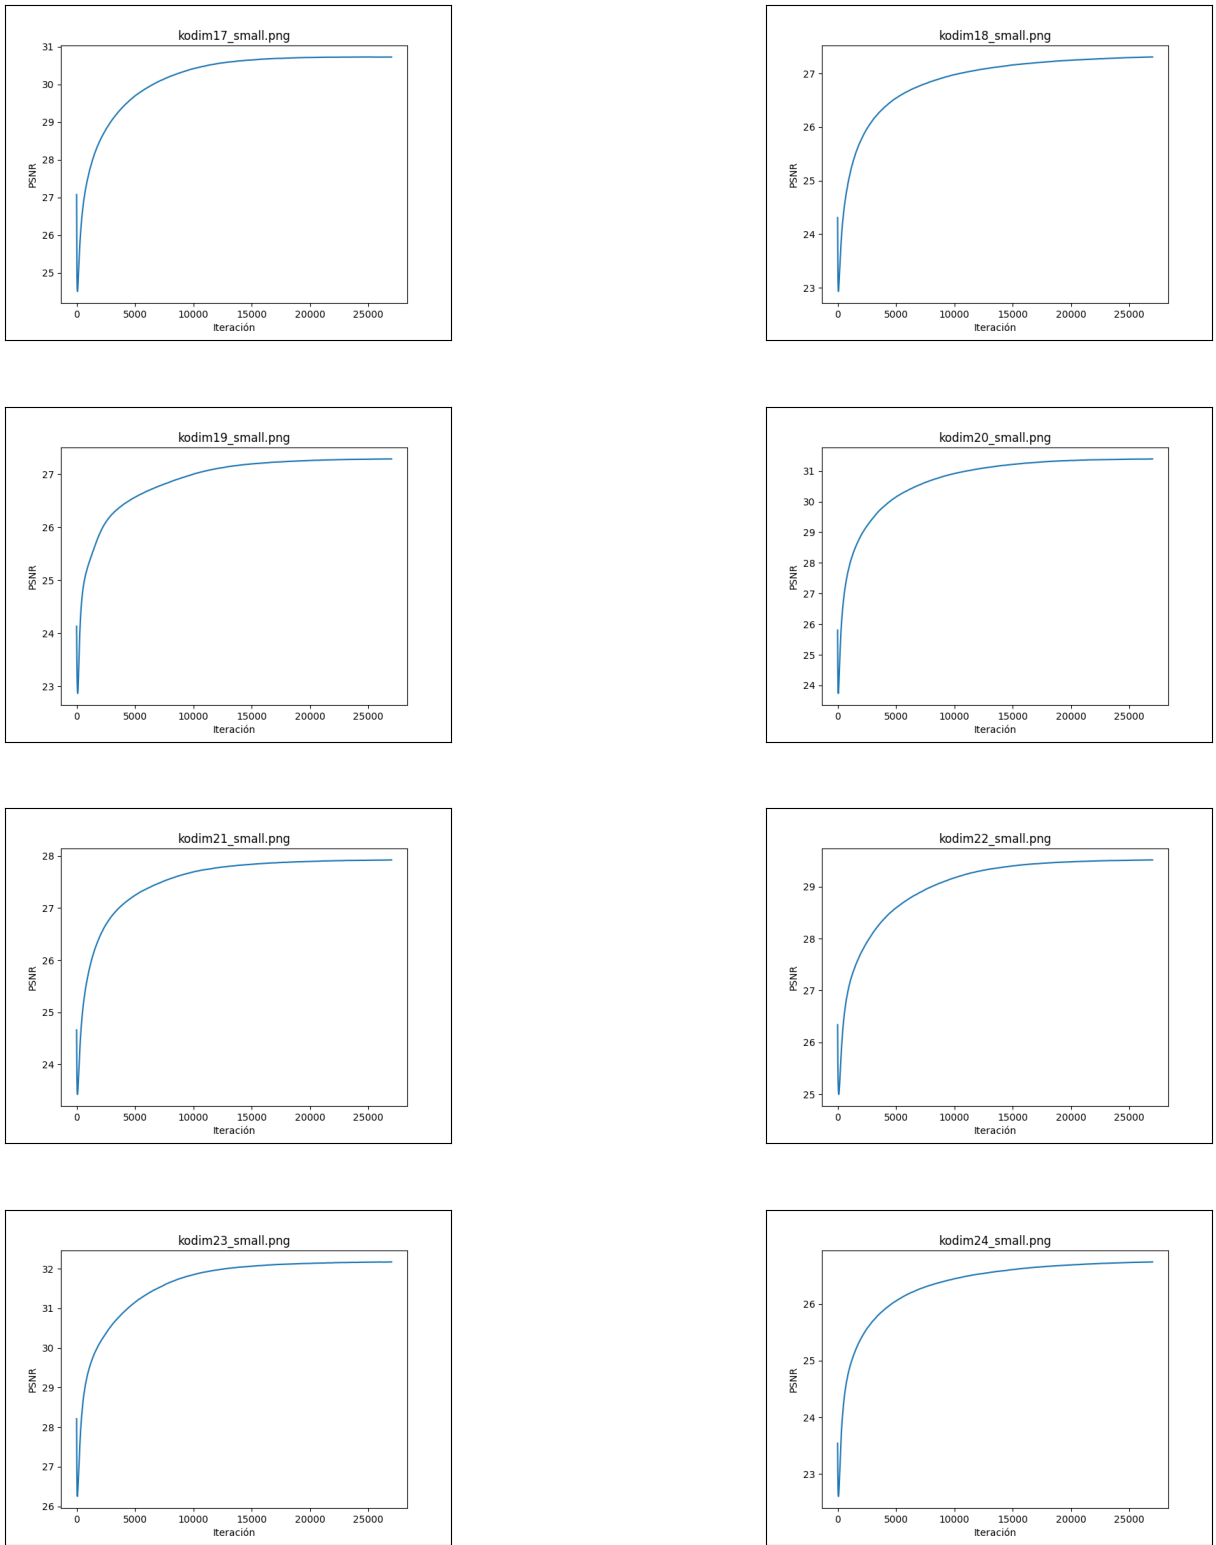 kodim17_small.png
31
30
29
28
27
26
25
PSNR
0 5000 10000 15000 20000 25000
Iteración
kodim18_small.png
27
26
25
24
23
PSNR
0 5000 10000 15000 20000 25000
Iteración
kodim19_small.png
27
26
25
24
23
PSNR
0 5000 10000 15000 20000 25000
Iteración
kodim20_small.png
31
30
29
28
27
26
25
24
PSNR
0 5000 10000 15000 20000 25000
Iteración
kodim21_small.png
28
27
26
25
24
PSNR
0 5000 10000 15000 20000 25000
Iteración
kodim22_small.png
29
28
27
26
25
PSNR
0 5000 10000 15000 20000 25000
Iteración
kodim23_small.png
32
31
30
29
28
27
26
PSNR
0 5000 10000 15000 20000 25000
Iteración
kodim24_small.png
26
25
24
23
PSNR
0 5000 10000 15000 20000 25000
Iteración